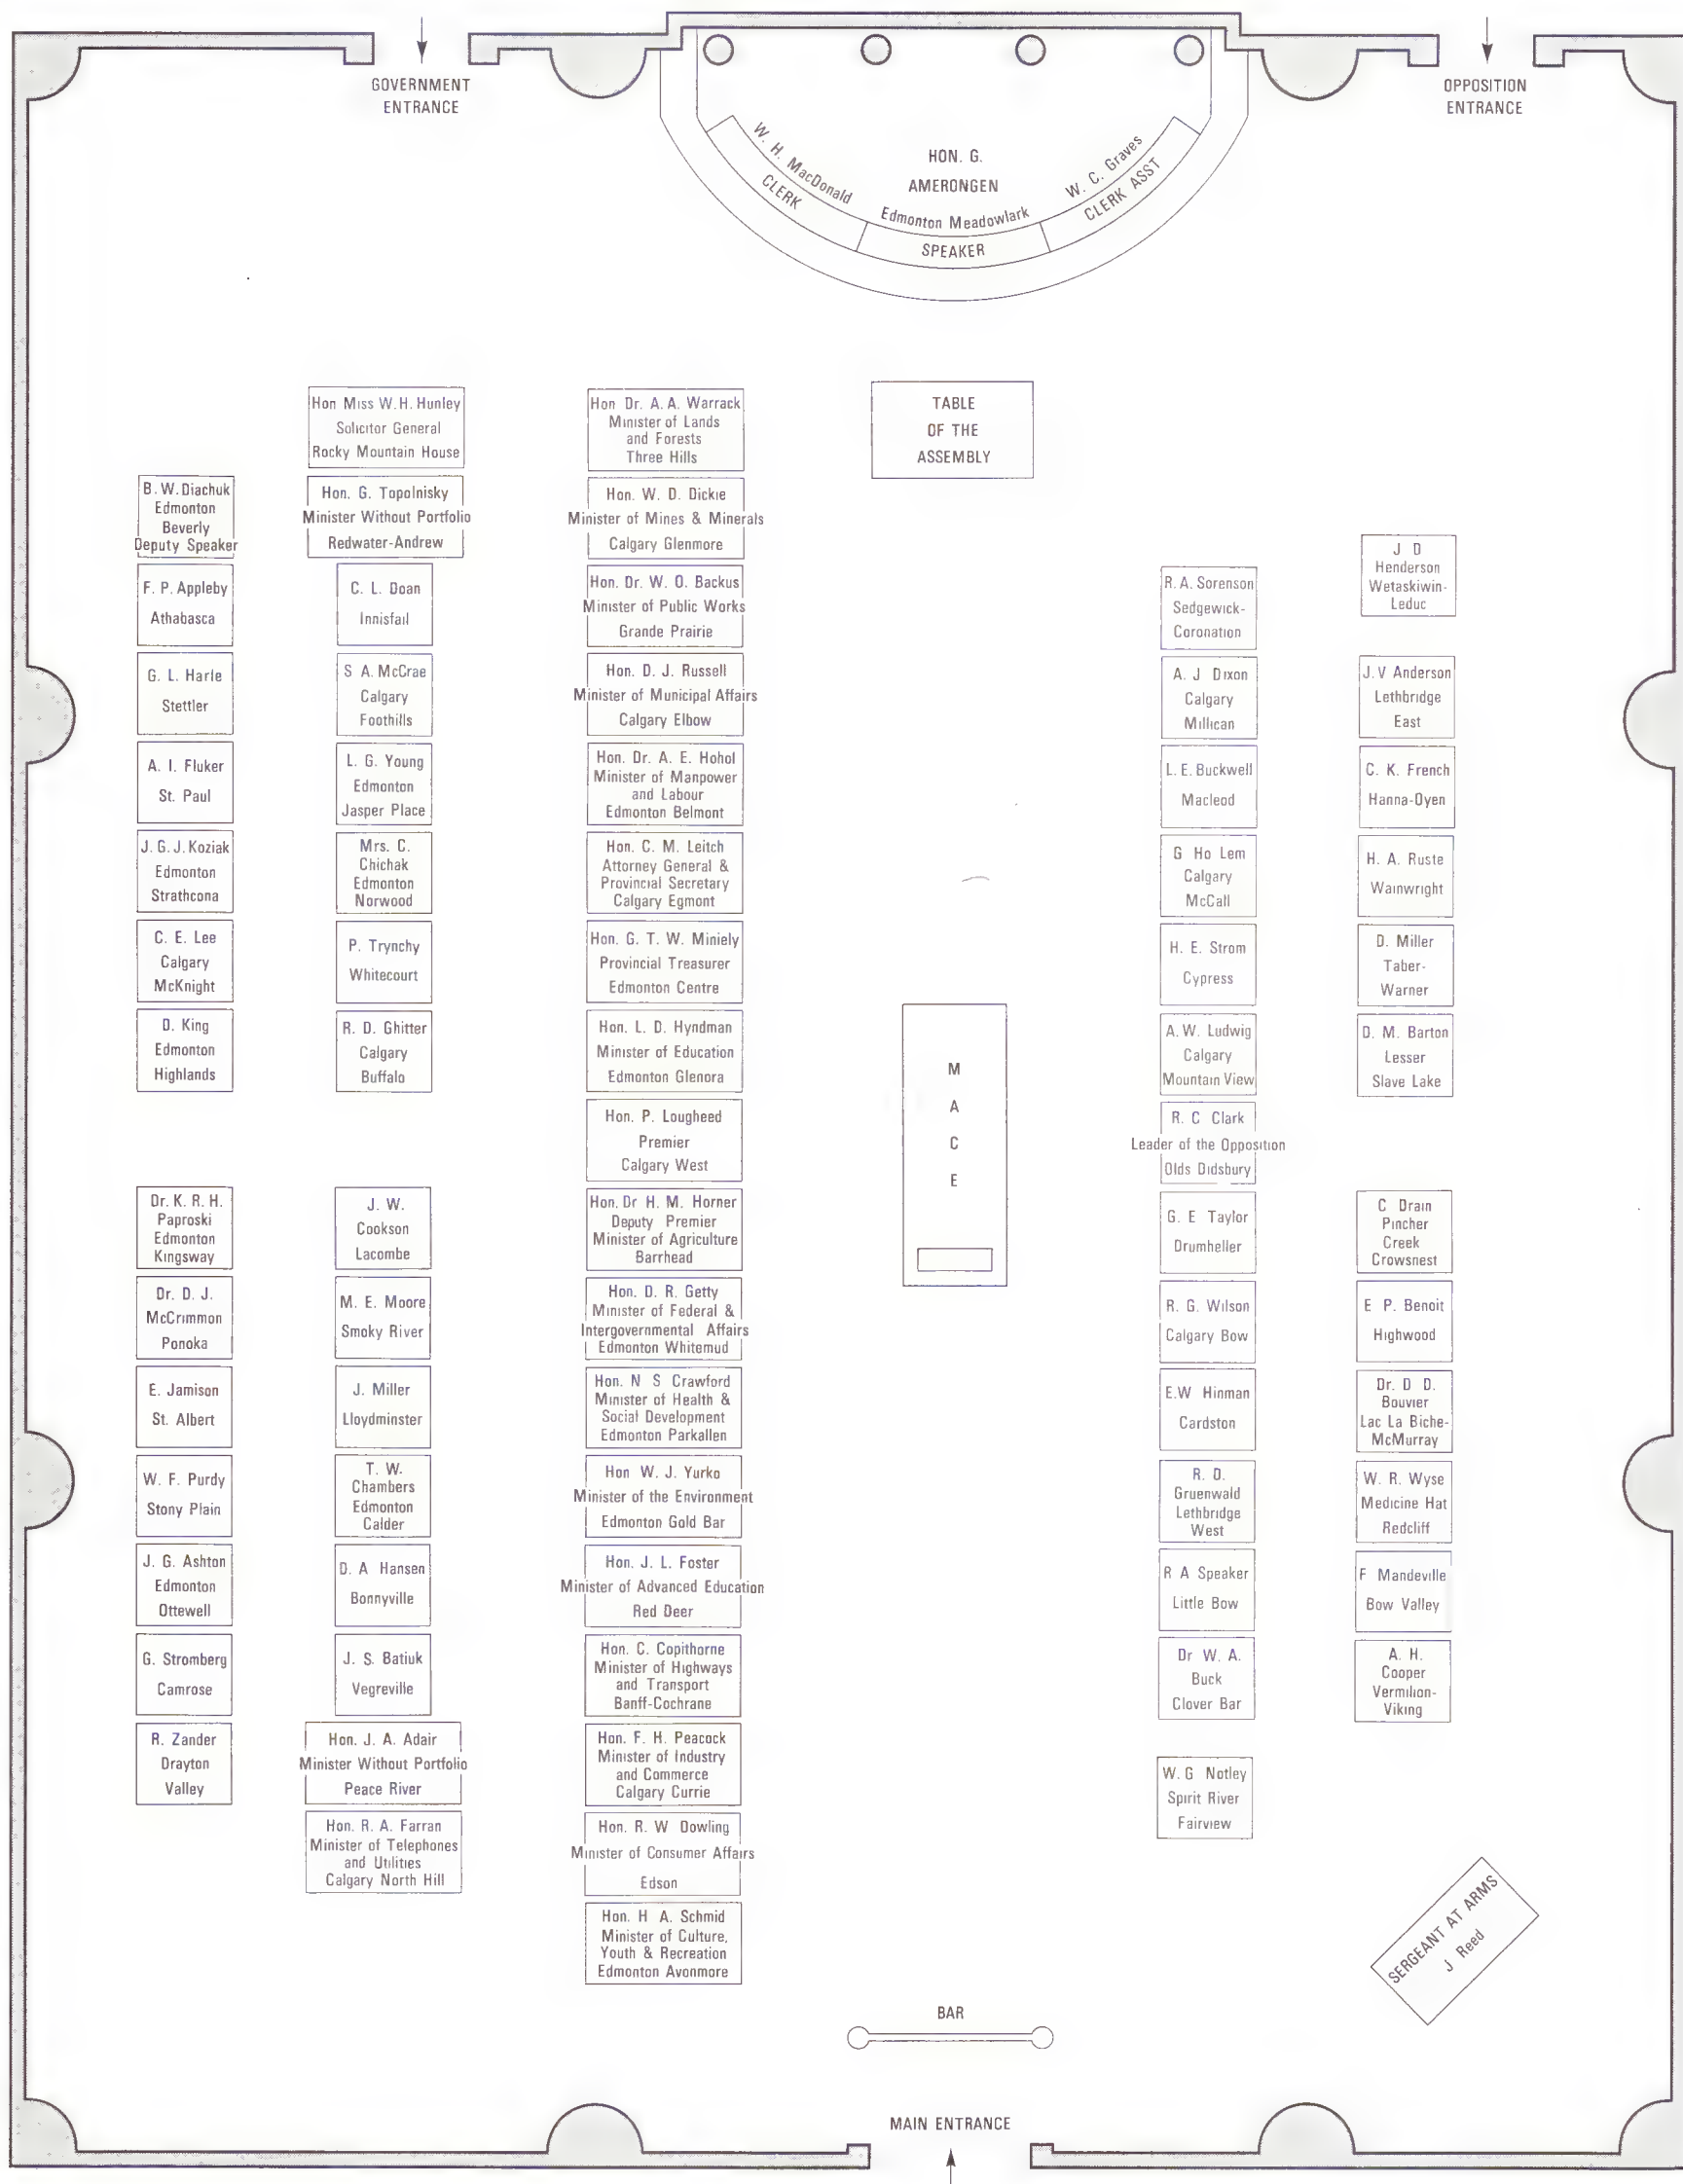 GOVERNMENT
ENTRANCE
OPPOSITION
ENTRANCE
W. H. MacDonald
CLERK
HON. G.
AMERONGEN
Edmonton Meadowlark
SPEAKER
W. C. Graves
CLERK ASST
TABLE
OF THE
ASSEMBLY
B. W. Diachuk
Edmonton
Beverly
Deputy Speaker
F. P. Appleby
Athabasca
G. L. Harle
Stettler
A. I. Fluker
St. Paul
J. G. J. Koziak
Edmonton
Strathcona
C. E. Lee
Calgary
McKnight
D. King
Edmonton
Highlands
Dr. K. R. H.
Paproski
Edmonton
Kingsway
Dr. D. J.
McCrimmon
Ponoka
E. Jamison
St. Albert
W. F. Purdy
Stony Plain
J. G. Ashton
Edmonton
Ottewell
G. Stromberg
Camrose
R. Zander
Drayton
Valley
Hon Miss W. H. Hunley
Solicitor General
Rocky Mountain House
Hon. G. Topolnisky
Minister Without Portfolio
Redwater-Andrew
C. L. Doan
Innisfail
S A. McCrae
Calgary
Foothills
L. G. Young
Edmonton
Jasper Place
Mrs. C.
Chichak
Edmonton
Norwood
P. Trynchy
Whitecourt
R. D. Ghitter
Calgary
Buffalo
J. W.
Cookson
Lacombe
M. E. Moore
Smoky River
J. Miller
Lloydminster
T. W.
Chambers
Edmonton
Calder
D. A Hansen
Bonnyville
J. S. Batiuk
Vegreville
Hon. J. A. Adair
Minister Without Portfolio
Peace River
Hon. R. A. Farran
Minister of Telephones
and Utilities
Calgary North Hill
Hon Dr. A. A. Warrack
Minister of Lands
and Forests
Three Hills
Hon. W. D. Dickie
Minister of Mines & Minerals
Calgary Glenmore
Hon. Dr. W. O. Backus
Minister of Public Works
Grande Prairie
Hon. D. J. Russell
Minister of Municipal Affairs
Calgary Elbow
Hon. Dr. A. E. Hohol
Minister of Manpower
and Labour
Edmonton Belmont
Hon. C. M. Leitch
Attorney General &
Provincial Secretary
Calgary Egmont
Hon. G. T. W. Miniely
Provincial Treasurer
Edmonton Centre
Hon. L. D. Hyndman
Minister of Education
Edmonton Glenora
Hon. P. Lougheed
Premier
Calgary West
Hon. Dr H. M. Horner
Deputy Premier
Minister of Agriculture
Barrhead
Hon. D. R. Getty
Minister of Federal &
Intergovernmental Affairs
Edmonton Whitemud
Hon. N S Crawford
Minister of Health &
Social Development
Edmonton Parkallen
Hon W. J. Yurko
Minister of the Environment
Edmonton Gold Bar
Hon. J. L. Foster
Minister of Advanced Education
Red Deer
Hon. C. Copithorne
Minister of Highways
and Transport
Banff-Cochrane
Hon. F. H. Peacock
Minister of Industry
and Commerce
Calgary Currie
Hon. R. W Dowling
Minister of Consumer Affairs
Edson
Hon. H A. Schmid
Minister of Culture,
Youth & Recreation
Edmonton Avonmore
M
A
C
E
R. A. Sorenson
Sedgewick-
Coronation
A. J Dixon
Calgary
Millican
L. E. Buckwell
Macleod
G Ho Lem
Calgary
McCall
H. E. Strom
Cypress
A. W. Ludwig
Calgary
Mountain View
R. C Clark
Leader of the Opposition
Olds Didsbury
G. E Taylor
Drumheller
R. G. Wilson
Calgary Bow
E.W Hinman
Cardston
R. D.
Gruenwald
Lethbridge
West
R A Speaker
Little Bow
Dr W. A.
Buck
Clover Bar
W. G Notley
Spirit River
Fairview
J D
Henderson
Wetaskiwin-
Leduc
J. V Anderson
Lethbridge
East
C. K. French
Hanna-Oyen
H. A. Ruste
Wainwright
D. Miller
Taber-
Warner
D. M. Barton
Lesser
Slave Lake
C Drain
Pincher
Creek
Crowsnest
E P. Benoit
Highwood
Dr. D D.
Bouvier
Lac La Biche-
McMurray
W. R. Wyse
Medicine Hat
Redcliff
F Mandeville
Bow Valley
A. H.
Cooper
Vermilion-
Viking
SERGEANT AT ARMS
J Reed
BAR
MAIN ENTRANCE